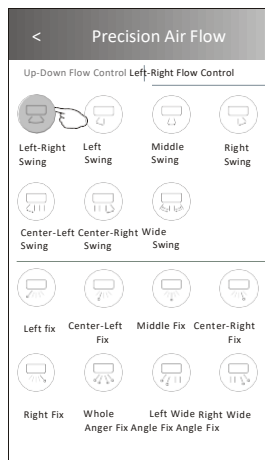 < Precision Air Flow
Up-Down Flow Control Left-Right Flow Control
Left-Right Left Middle Right
Swing Swing Swing Swing
Center-Left Center-Right Wide
Swing Swing Swing
Left fix Center-Left Middle Fix Center-Right
Fix Fix
Right Fix Whole Left Wide Right Wide
Anger Fix Angle Fix Angle Fix